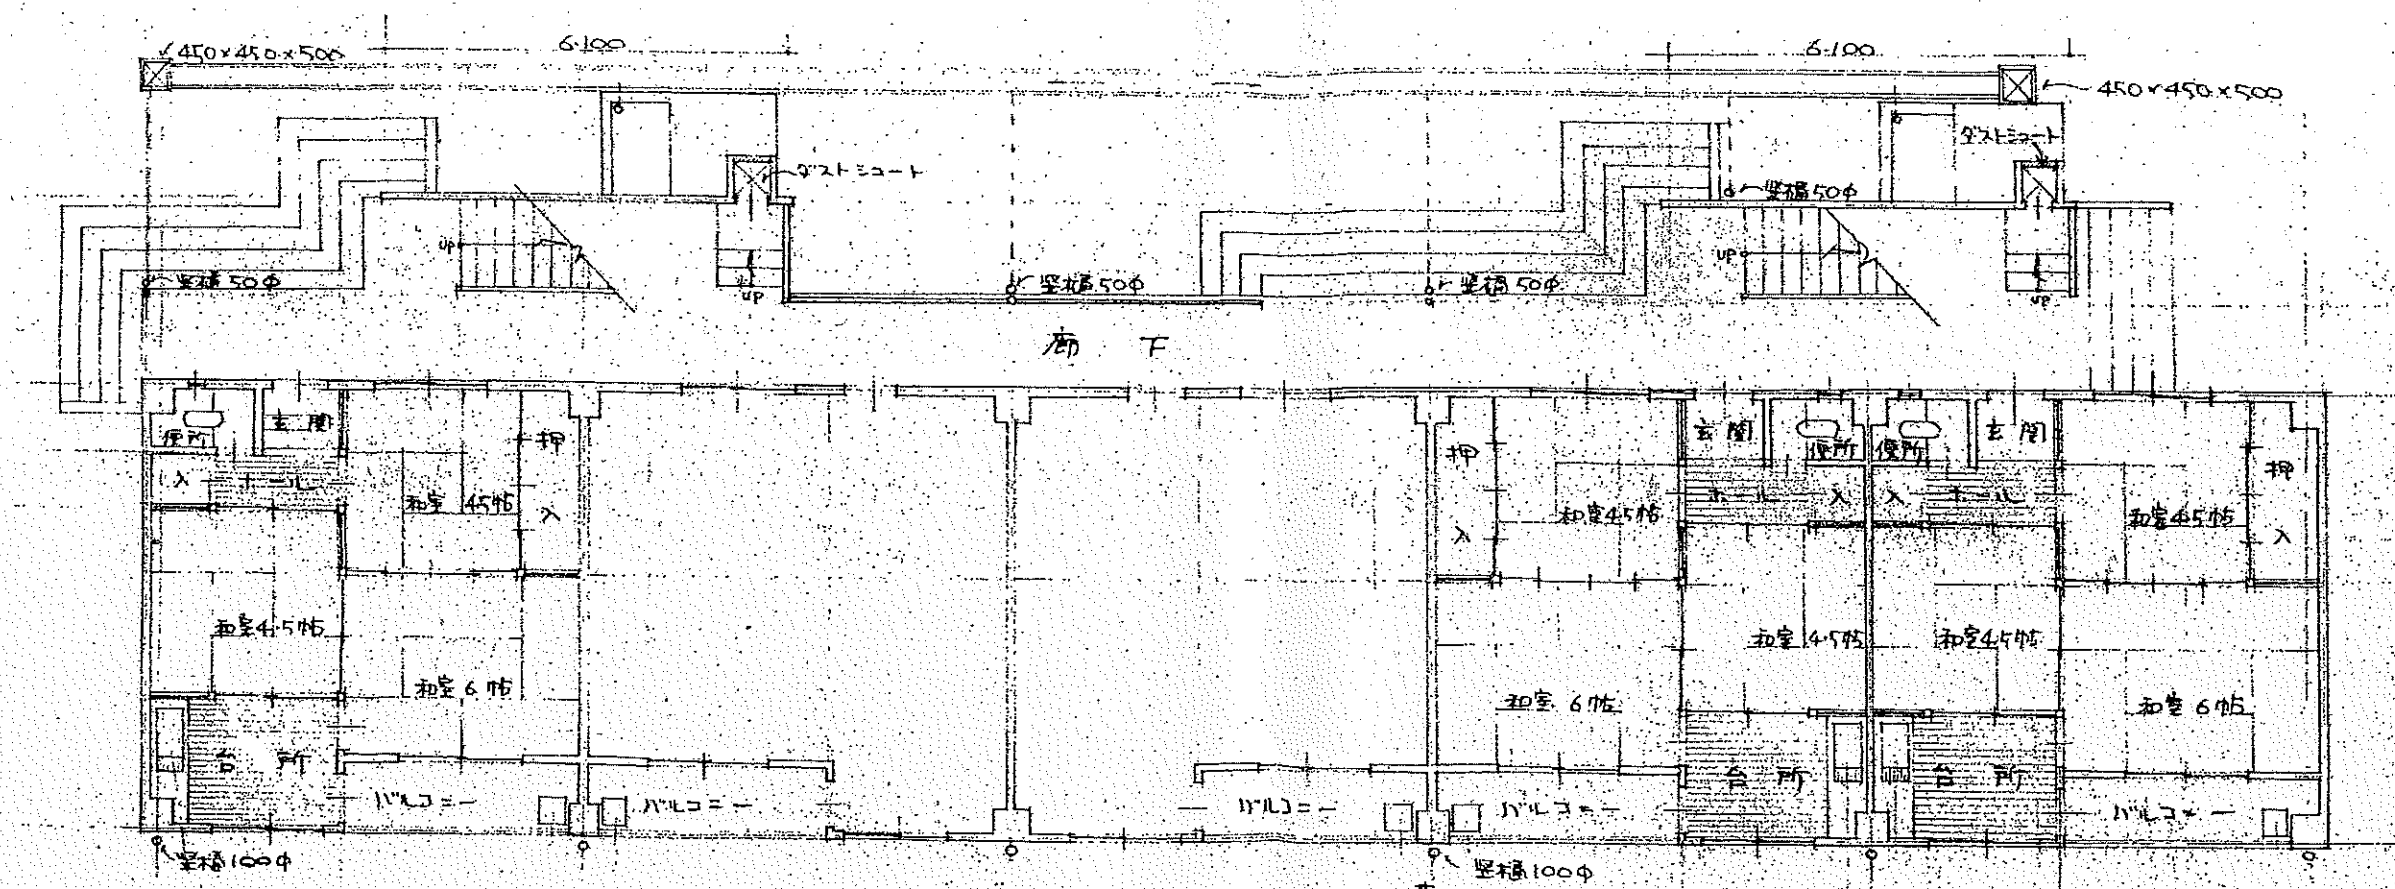 450×450×500
6.100
6.100
450×450×500
ダストシュート
ダストシュート
竪樋50φ
UP
UP
竪樋50φ
UP
UP
竪樋50φ
竪樋50φ
廊下
便所
玄関
入
ホール
和室4.5帖
押入
押入
和室4.5帖
玄関
便所
便所
玄関
ホール
入
入
ホール
和室4.5帖
押入
和室4.5帖
和室6帖
和室6帖
和室4.5帖
和室4.5帖
和室6帖
台所
バルコニー
バルコニー
バルコニー
バルコニー
台所
台所
バルコニー
竪樋100φ
竪樋100φ